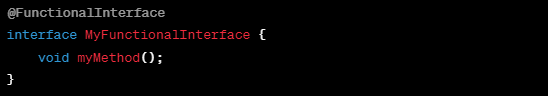 @FunctionalInterface
interface MyFunctionalInterface {
    void myMethod();
}